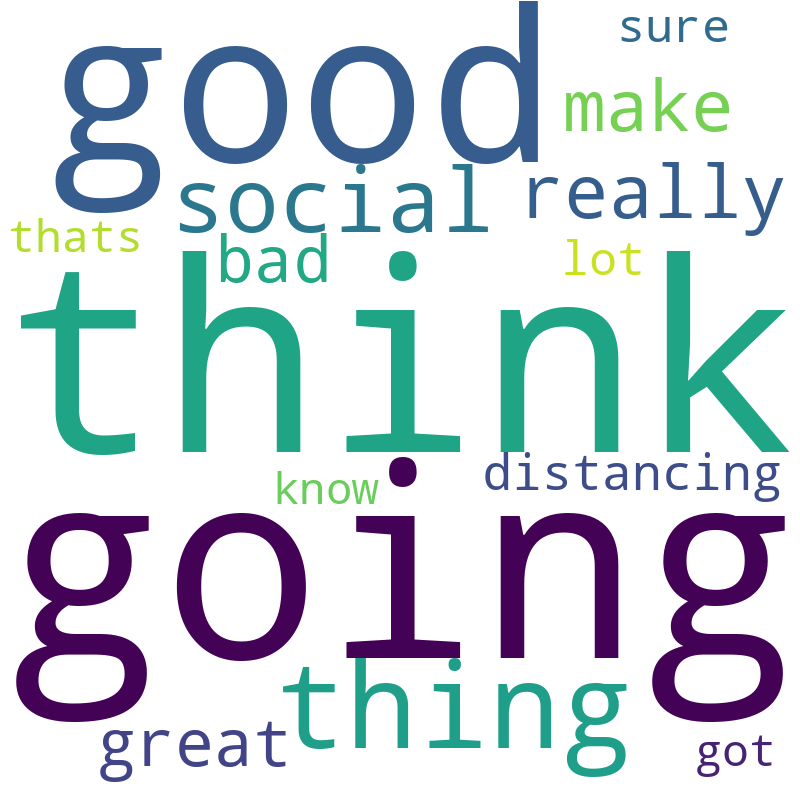 sure
good
make
social
really
thats
bad
lot
think
know
distancing
going
thing
great
got